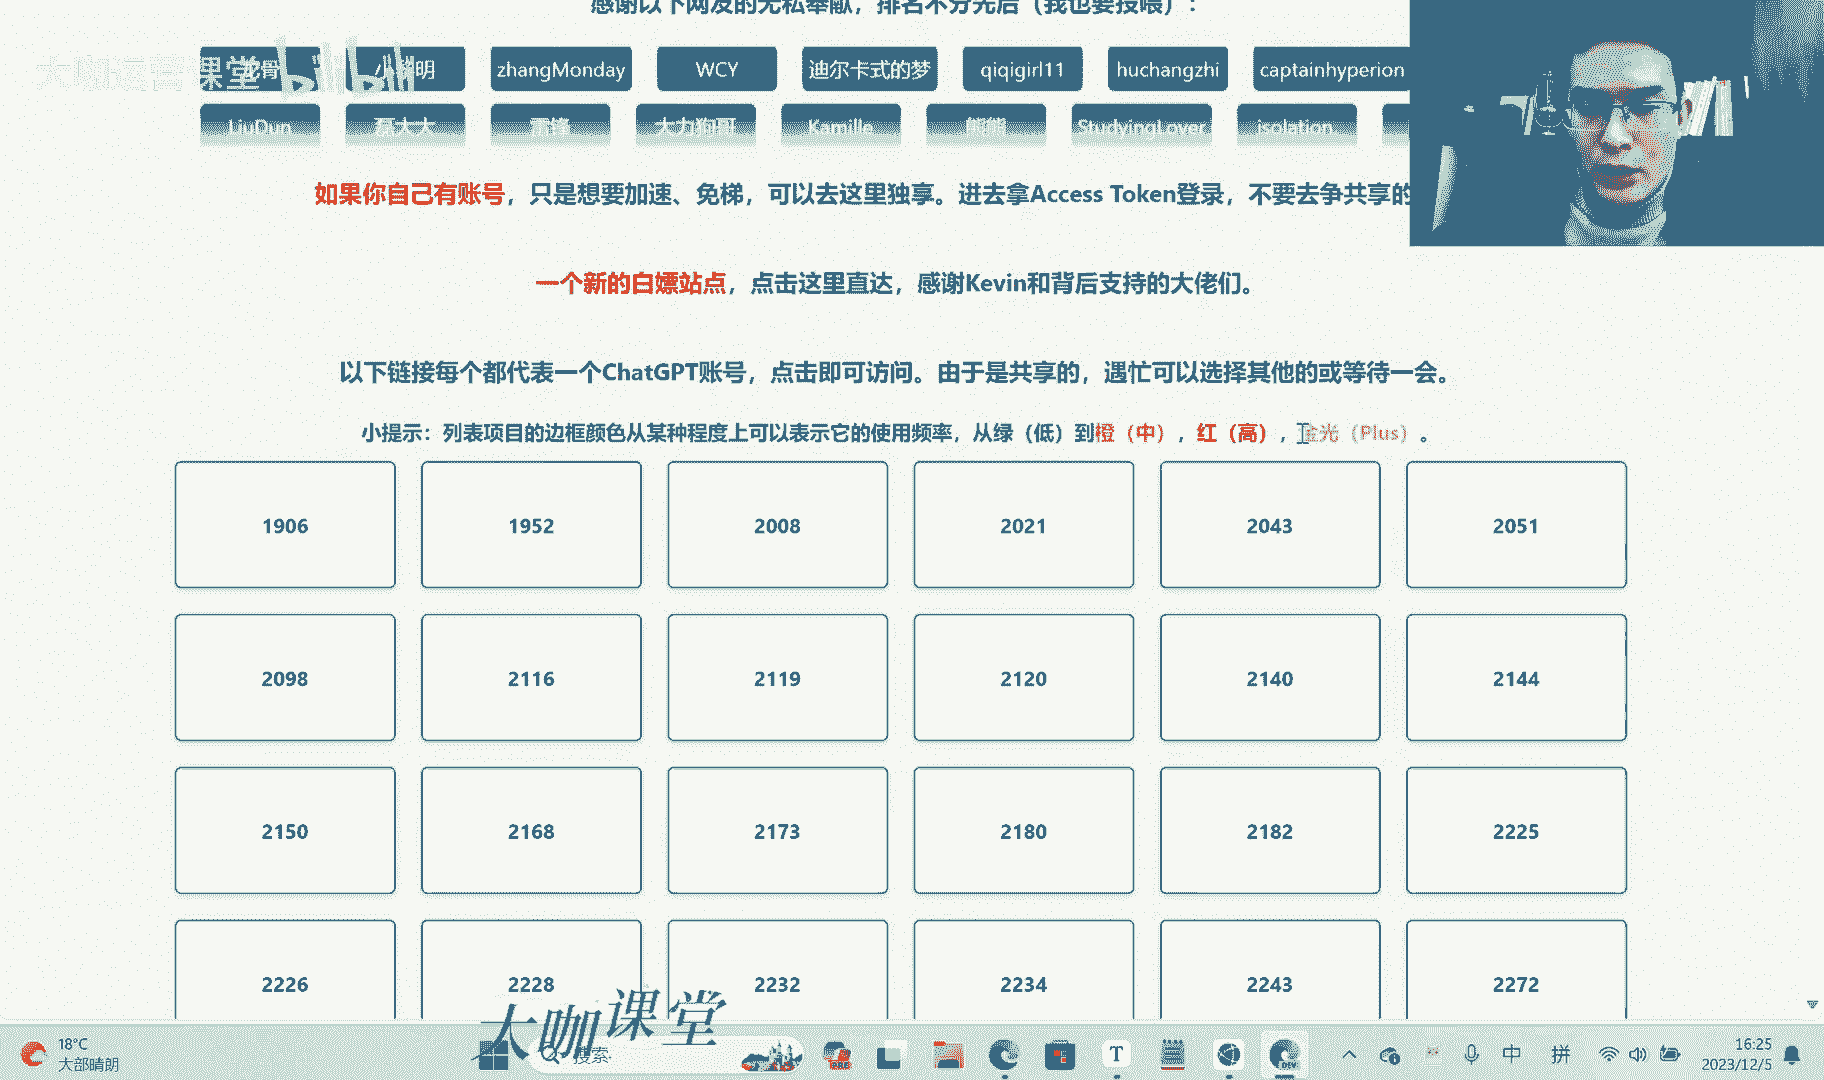 感谢以下网友的无私奉献，排名不分先后（我也要投喂）：
大咖运营课堂 bilibili
zhangMonday WCY 迪尔卡式的梦 qiqigirl11 huchangzhi captainhyperion
LiuDun 磊大大 雷锋 大力狗哥 Kamille 熊熊 StudyingLover isolation
如果你自己有账号，只是想要加速、免梯，可以去这里独享。进去拿Access Token登录，不要去争共享的
一个新的白嫖站点，点击这里直达，感谢Kevin和背后支持的大佬们。
以下链接每个都代表一个ChatGPT账号，点击即可访问。由于是共享的，遇忙可以选择其他的或等待一会。
小提示：列表项目的边框颜色从某种程度上可以表示它的使用频率，从绿（低）到橙（中），红（高），金光（Plus）。
1906 1952 2008 2021 2043 2051
2098 2116 2119 2120 2140 2144
2150 2168 2173 2180 2182 2225
2226 2228 2232 2234 2243 2272
大咖课堂
18°C
大部晴朗
搜索
中 拼
16:25
2023/12/5